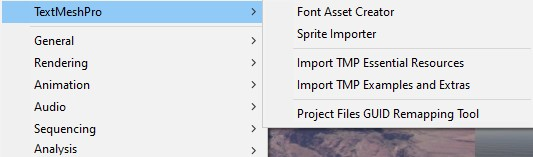 TextMeshPro
General
Rendering
Animation
Audio
Sequencing
Analysis
Font Asset Creator
Sprite Importer
Import TMP Essential Resources
Import TMP Examples and Extras
Project Files GUID Remapping Tool